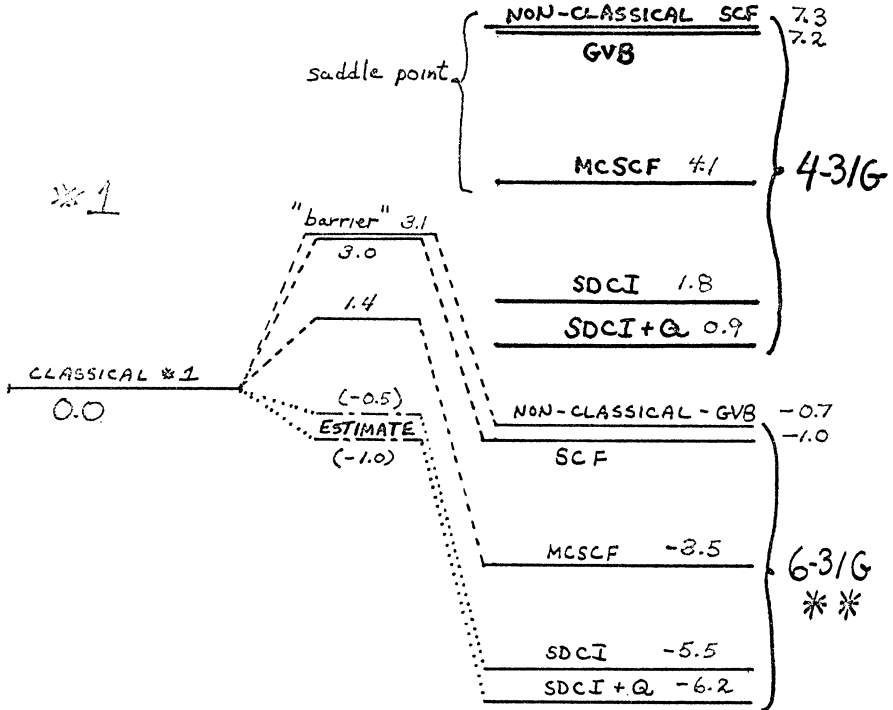 NON-CLASSICAL SCF 7.3
7.2
GVB
saddle point
MCSCF 4.1
4-31G
※1
"barrier" 3.1
3.0
SDCI 1.8
1.4
SDCI+Q 0.9
CLASSICAL ※1
0.0
(-0.5)
NON-CLASSICAL-GVB -0.7
ESTIMATE
-1.0
(-1.0)
SCF
MCSCF -3.5
6-31G
※※
SDCI -5.5
SDCI+Q -6.2